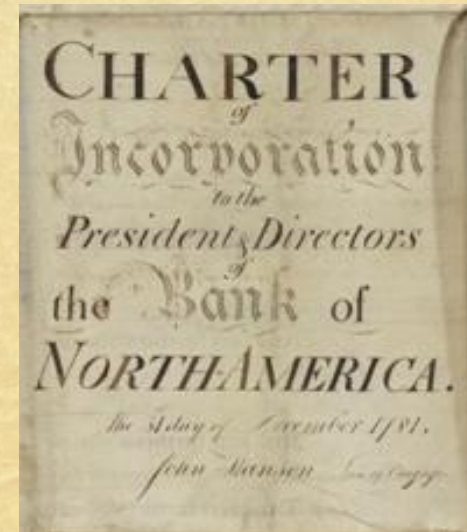 CHARTER
of
Incorporation
to the
President & Directors
of
the Bank of
NORTH-AMERICA.
the 31 day of December 1781.
John Hanson